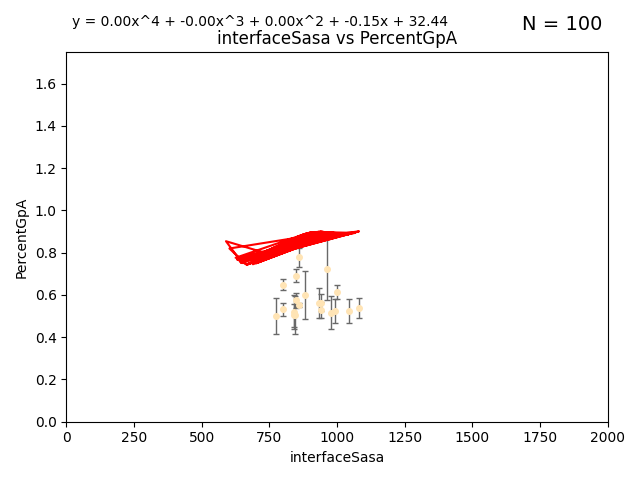 y = 0.00x^4 + -0.00x^3 + 0.00x^2 + -0.15x + 32.44
N = 100
interfaceSasa vs PercentGpA
PercentGpA
1.6
1.4
1.2
1.0
0.8
0.6
0.4
0.2
0.0
0 250 500 750 1000 1250 1500 1750 2000
interfaceSasa